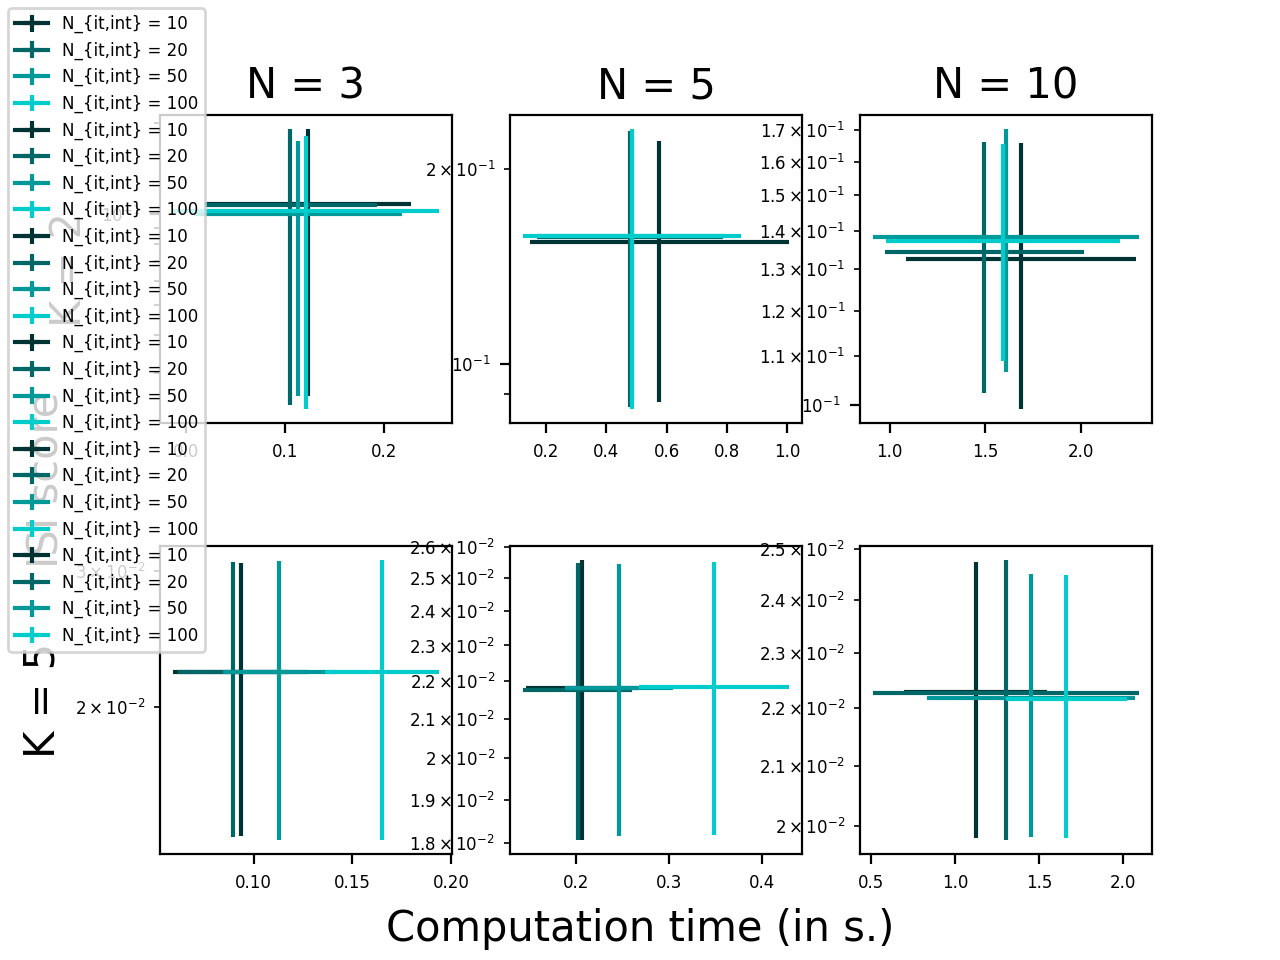 N_{it,int} = 10
N_{it,int} = 20
N_{it,int} = 50
N_{it,int} = 100
N_{it,int} = 10
N_{it,int} = 20
N_{it,int} = 50
N_{it,int} = 100
N_{it,int} = 10
N_{it,int} = 20
N_{it,int} = 50
N_{it,int} = 100
N_{it,int} = 10
N_{it,int} = 20
N_{it,int} = 50
N_{it,int} = 100
N_{it,int} = 10
N_{it,int} = 20
N_{it,int} = 50
N_{it,int} = 100
N_{it,int} = 10
N_{it,int} = 20
N_{it,int} = 50
N_{it,int} = 100
ISI score
N = 3
K = 2
0.0 0.1 0.2
N = 5
2×10⁻¹
10⁻¹
0.2 0.4 0.6 0.8 1.0
N = 10
1.7×10⁻¹
1.6×10⁻¹
1.5×10⁻¹
1.4×10⁻¹
1.3×10⁻¹
1.2×10⁻¹
1.1×10⁻¹
10⁻¹
1.0 1.5 2.0
K = 5
3×10⁻²
2×10⁻²
0.10 0.15 0.20
2.6×10⁻²
2.5×10⁻²
2.4×10⁻²
2.3×10⁻²
2.2×10⁻²
2.1×10⁻²
2×10⁻²
1.9×10⁻²
1.8×10⁻²
0.2 0.3 0.4
2.5×10⁻²
2.4×10⁻²
2.3×10⁻²
2.2×10⁻²
2.1×10⁻²
2×10⁻²
0.5 1.0 1.5 2.0
Computation time (in s.)